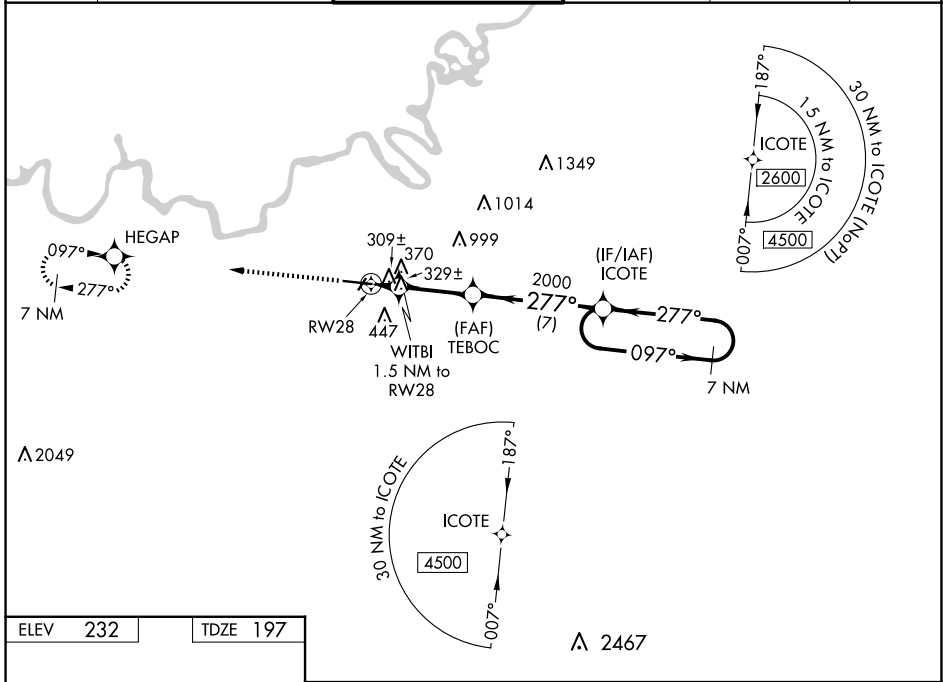 187°
30 NM to ICOTE (NoPT)
15 NM to ICOTE
ICOTE
2600
4500
007°
1349
1014
999
HEGAP
097°
277°
7 NM
309±
370
329±
RW28
447
WITBI
1.5 NM to
RW28
(FAF)
TEBOC
2000
277°
(7)
(IF/IAF)
ICOTE
277°
097°
7 NM
2049
30 NM to ICOTE
187°
ICOTE
4500
007°
2467
ELEV 232
TDZE 197